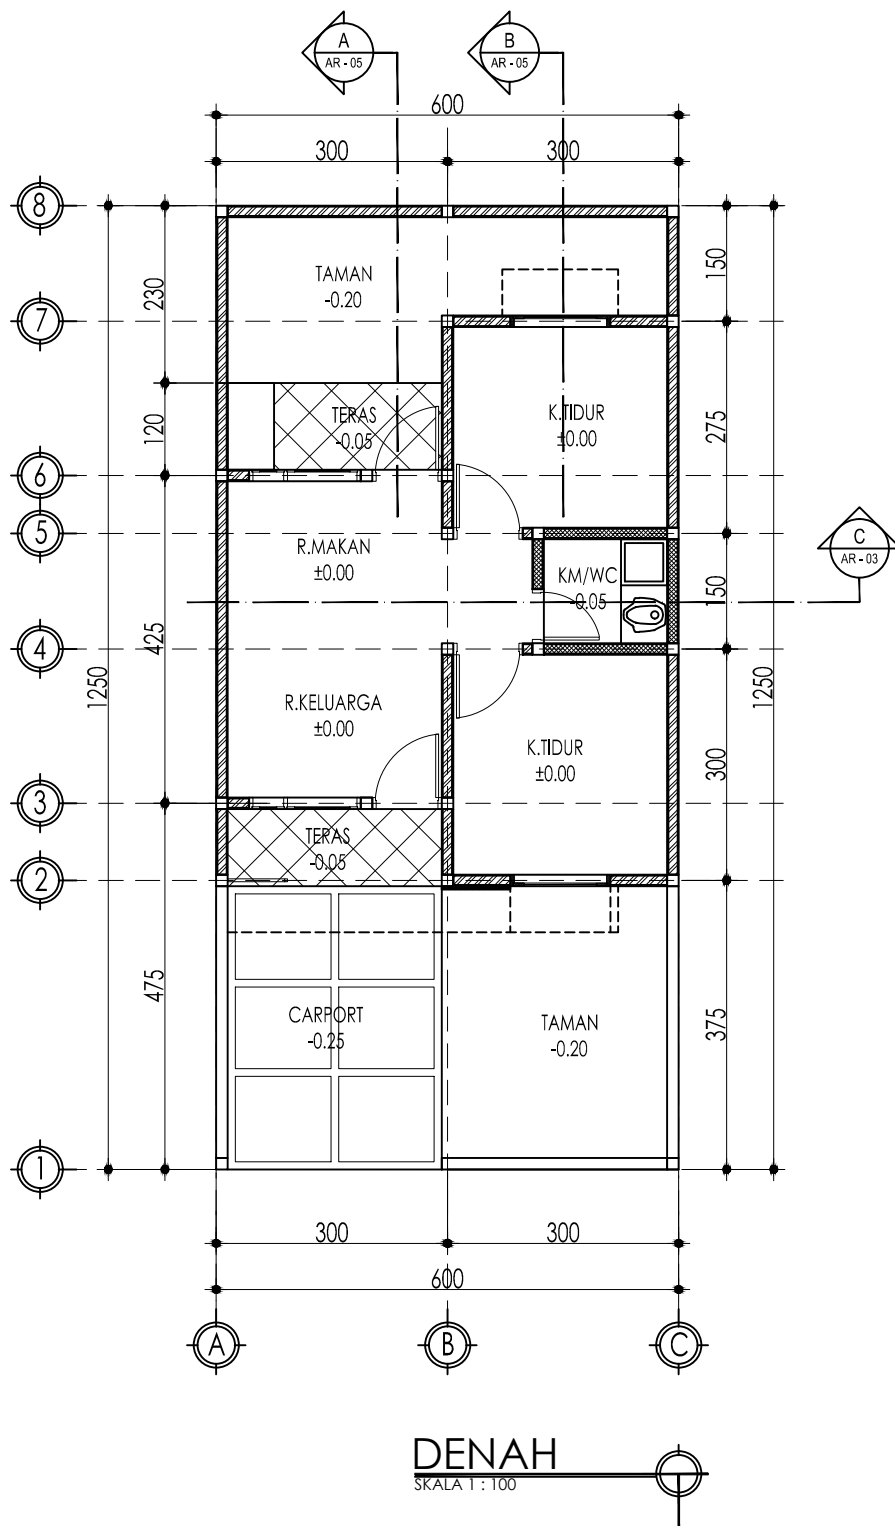 A
AR - 05
B
AR - 05
600
300
300
8
7
6
5
4
3
2
1
1250
230
120
425
475
150
275
150
300
375
1250
TAMAN
-0.20
TERAS
-0.05
K.TIDUR
±0.00
R.MAKAN
±0.00
KM/WC
-0.05
C
AR - 03
R.KELUARGA
±0.00
K.TIDUR
±0.00
TERAS
-0.05
CARPORT
-0.25
TAMAN
-0.20
300
300
600
A
B
C
DENAH
SKALA 1 : 100